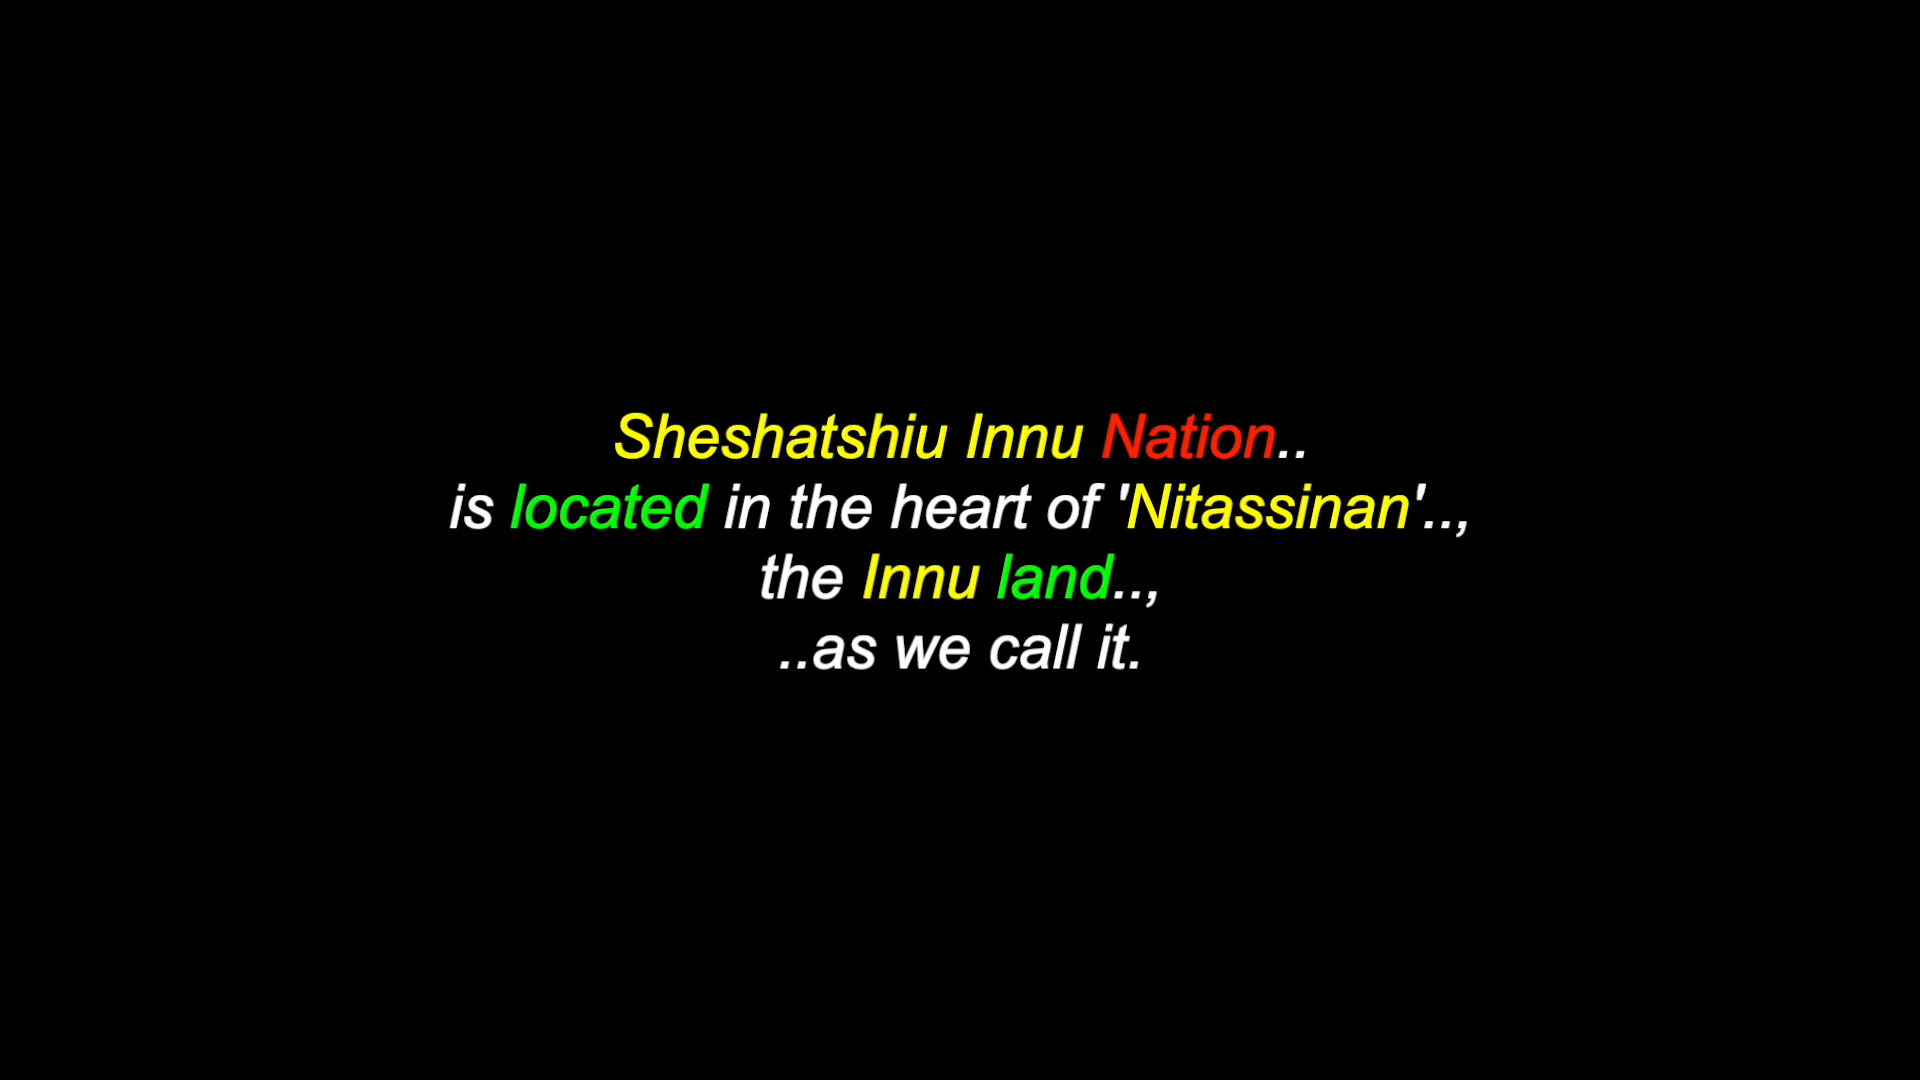 Sheshatshiu Innu Nation..
is located in the heart of 'Nitassinan'..,
the Innu land..,
..as we call it.